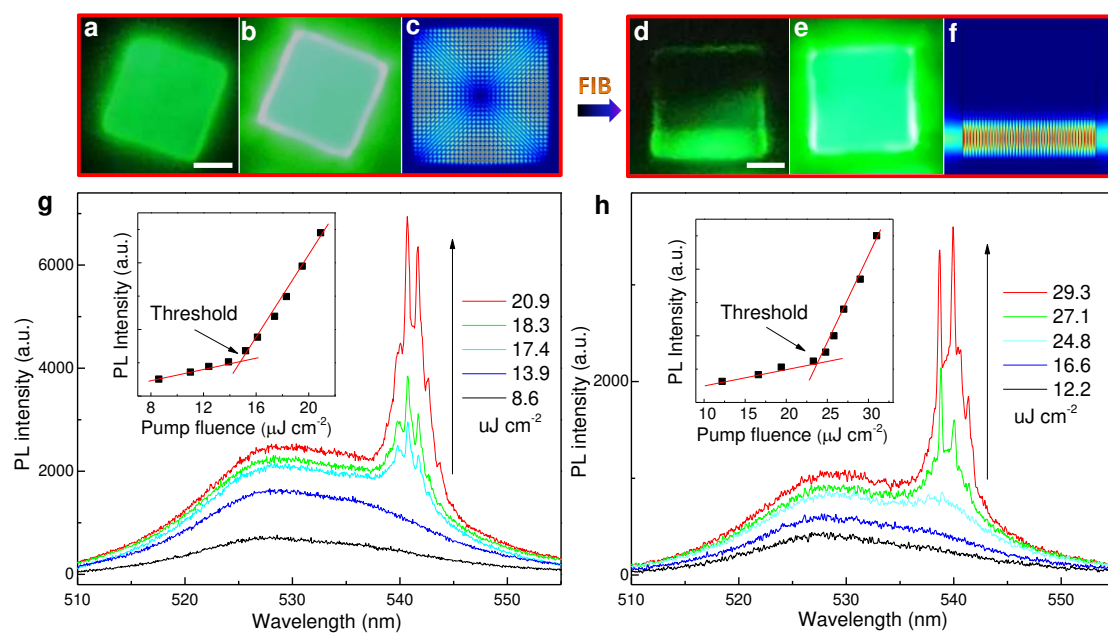 a
b
c
FIB
d
e
f
g
PL intensity (a.u.)
6000
4000
2000
0
510
520
530
540
550
Wavelength (nm)
PL Intensity (a.u.)
Threshold
8
12
16
20
Pump fluence (μJ cm-2)
20.9
18.3
17.4
13.9
8.6
uJ cm-2
h
PL intensity (a.u.)
2000
0
510
520
530
540
550
Wavelength (nm)
PL Intensity (a.u.)
Threshold
10
15
20
25
30
Pump fluence (μJ cm-2)
29.3
27.1
24.8
16.6
12.2
uJ cm-2